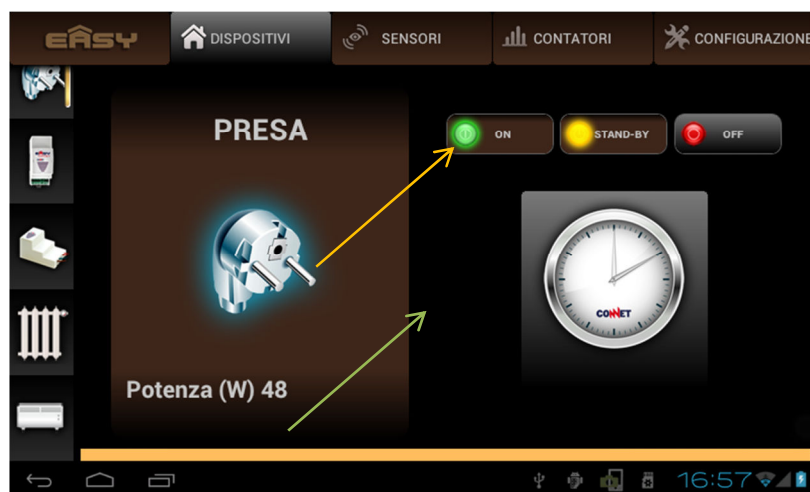 EASY
DISPOSITIVI
SENSORI
CONTATORI
CONFIGURAZIONE
PRESA
ON
STAND-BY
OFF
CONNET
Potenza (W) 48
16:57